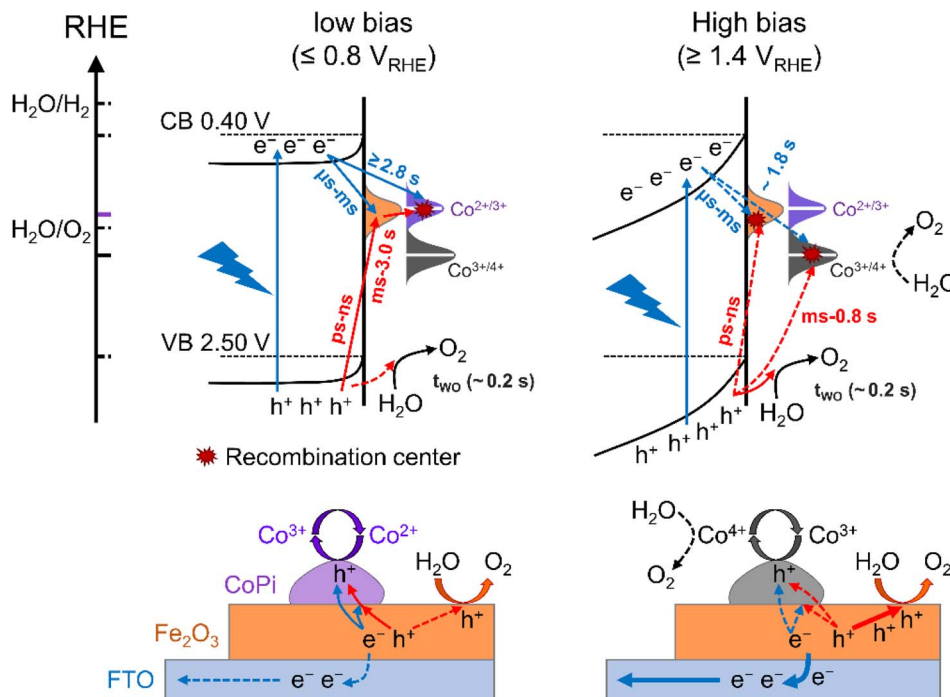 RHE
H₂O/H₂
H₂O/O₂
low bias
(≤ 0.8 V_RHE)
CB 0.40 V
e⁻ e⁻ e⁻
≥2.8 s
μs-ms
Co²⁺/³⁺
Co³⁺/⁴⁺
ps-ns
ms-3.0 s
VB 2.50 V
O₂
t_WO (~ 0.2 s)
H₂O
h⁺ h⁺ h⁺
High bias
(≥ 1.4 V_RHE)
e⁻ e⁻ e⁻ e⁻
~ 1.8 s
μs-ms
Co²⁺/³⁺
Co³⁺/⁴⁺
O₂
H₂O
ps-ns
ms-0.8 s
O₂
t_WO (~ 0.2 s)
H₂O
h⁺ h⁺ h⁺ h⁺ h⁺
Recombination center
Co³⁺ Co²⁺
CoPi
h⁺
H₂O O₂
Fe₂O₃
e⁻ h⁺ h⁺
FTO
e⁻ e⁻
H₂O
Co⁴⁺ Co³⁺
O₂
h⁺
H₂O O₂
e⁻ h⁺ h⁺ h⁺
e⁻ e⁻ e⁻